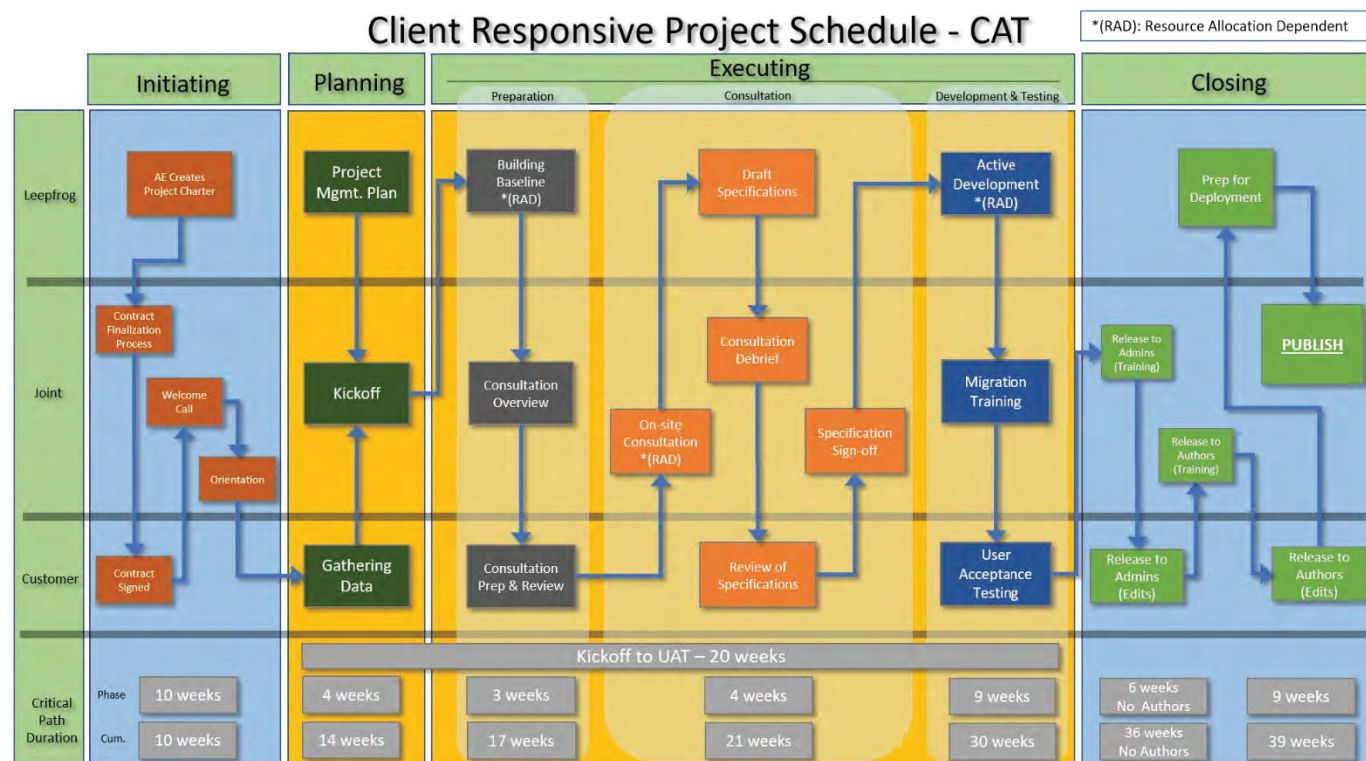 Client Responsive Project Schedule - CAT
*(RAD): Resource Allocation Dependent
Initiating
Planning
Executing
Closing
Preparation
Consultation
Development & Testing
Leepfrog
AE Creates
Project Charter
Project
Mgmt. Plan
Building
Baseline
*(RAD)
Draft
Specifications
Active
Development
*(RAD)
Prep for
Deployment
Joint
Contract
Finalization
Process
Welcome
Call
Orientation
Kickoff
Consultation
Overview
On-site
Consultation
*(RAD)
Consultation
Debrief
Specification
Sign-off
Migration
Training
Release to
Admins
(Training)
Release to
Authors
(Training)
PUBLISH
Customer
Contract
Signed
Gathering
Data
Consultation
Prep & Review
Review of
Specifications
User
Acceptance
Testing
Release to
Admins
(Edits)
Release to
Authors
(Edits)
Kickoff to UAT – 20 weeks
Critical
Path
Duration
Phase
10 weeks
4 weeks
3 weeks
4 weeks
9 weeks
6 weeks
No Authors
9 weeks
Cum.
10 weeks
14 weeks
17 weeks
21 weeks
30 weeks
36 weeks
No Authors
39 weeks